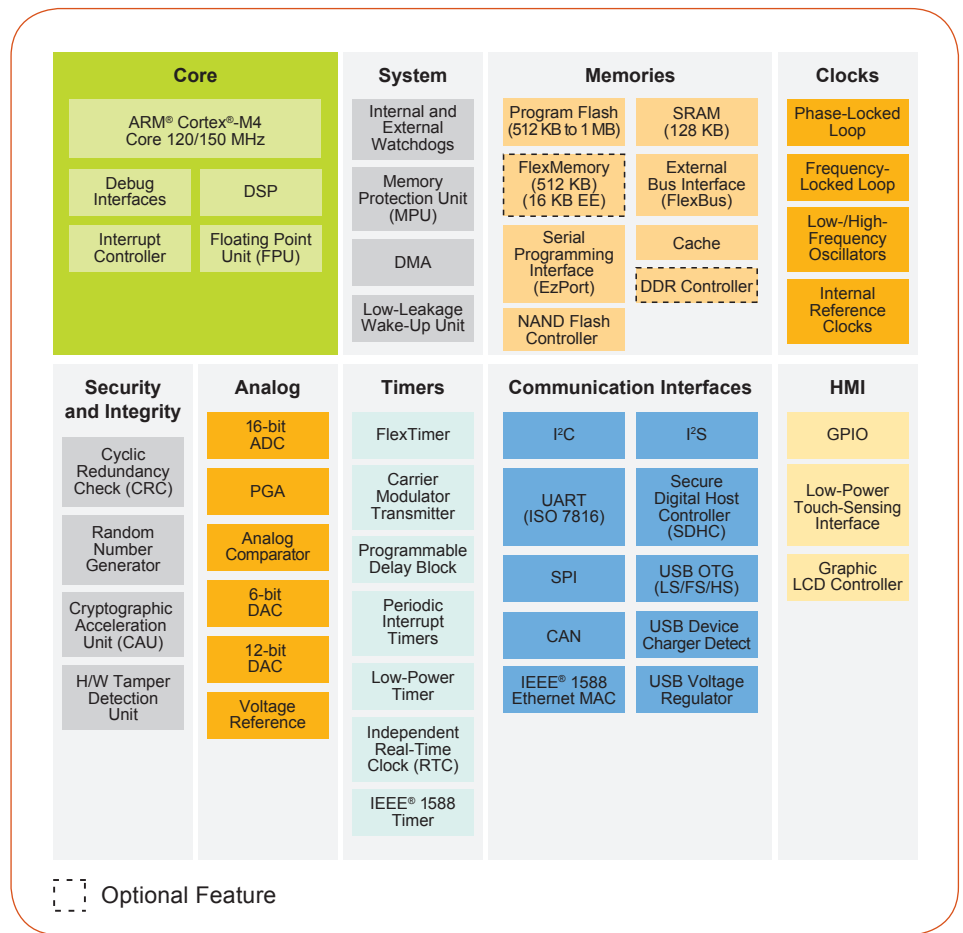 Core
ARM® Cortex®-M4
Core 120/150 MHz
Debug
Interfaces
DSP
Interrupt
Controller
Floating Point
Unit (FPU)
System
Internal and
External
Watchdogs
Memory
Protection Unit
(MPU)
DMA
Low-Leakage
Wake-Up Unit
Memories
Program Flash
(512 KB to 1 MB)
SRAM
(128 KB)
FlexMemory
(512 KB)
(16 KB EE)
External
Bus Interface
(FlexBus)
Serial
Programming
Interface
(EzPort)
Cache
DDR Controller
NAND Flash
Controller
Clocks
Phase-Locked
Loop
Frequency-
Locked Loop
Low-/High-
Frequency
Oscillators
Internal
Reference
Clocks
Security
and Integrity
Cyclic
Redundancy
Check (CRC)
Random
Number
Generator
Cryptographic
Acceleration
Unit (CAU)
H/W Tamper
Detection
Unit
Analog
16-bit
ADC
PGA
Analog
Comparator
6-bit
DAC
12-bit
DAC
Voltage
Reference
Timers
FlexTimer
Carrier
Modulator
Transmitter
Programmable
Delay Block
Periodic
Interrupt
Timers
Low-Power
Timer
Independent
Real-Time
Clock (RTC)
IEEE® 1588
Timer
Communication Interfaces
I²C
I²S
UART
(ISO 7816)
Secure
Digital Host
Controller
(SDHC)
SPI
USB OTG
(LS/FS/HS)
CAN
USB Device
Charger Detect
IEEE® 1588
Ethernet MAC
USB Voltage
Regulator
HMI
GPIO
Low-Power
Touch-Sensing
Interface
Graphic
LCD Controller
Optional Feature